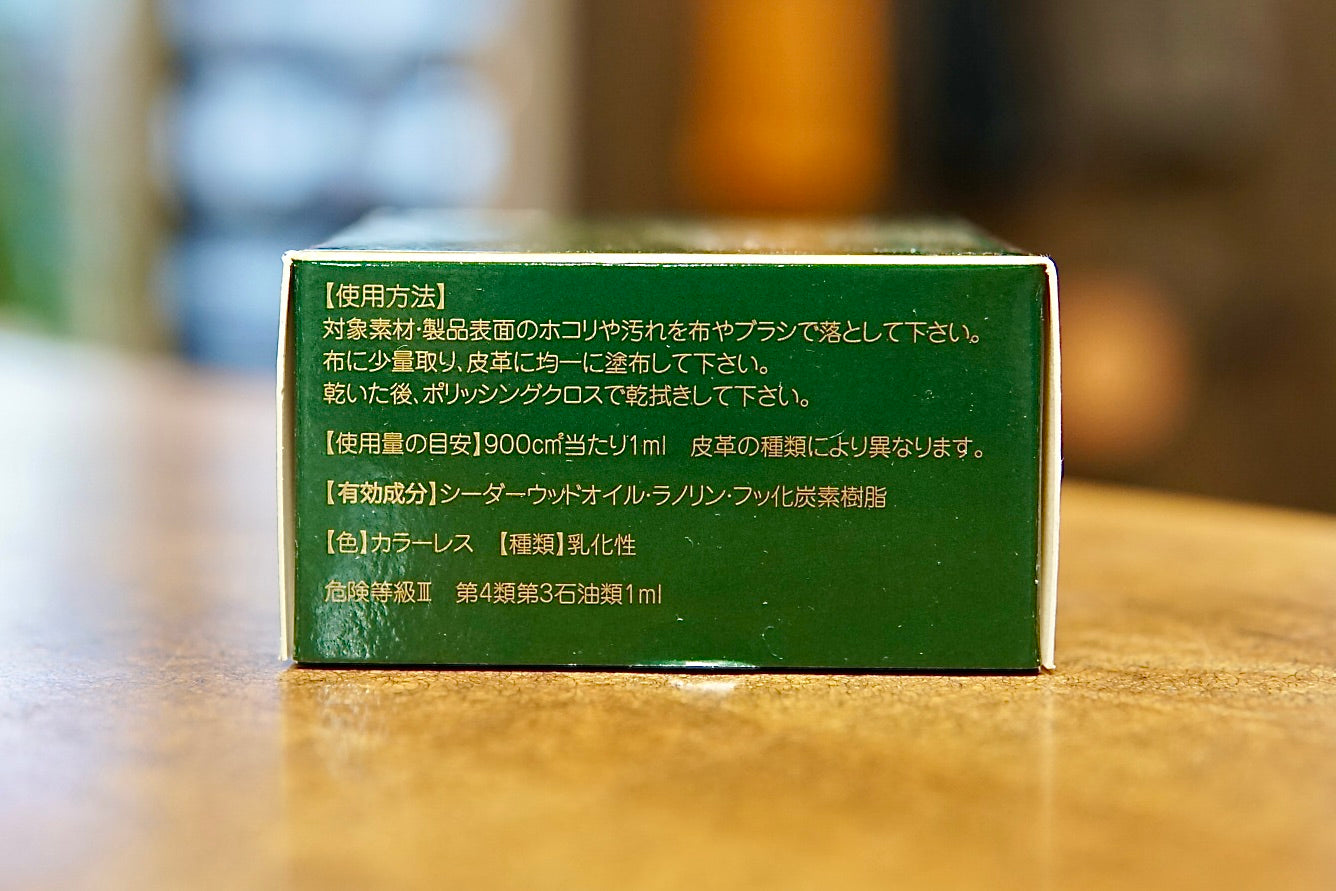 【使用方法】
対象素材・製品表面のホコリや汚れを布やブラシで落として下さい。
布に少量取り、皮革に均一に塗布して下さい。
乾いた後、ポリッシングクロスで乾拭きして下さい。
【使用量の目安】900c㎡当たり1ml　皮革の種類により異なります。
【有効成分】シーダーウッドオイル・ラノリン・フッ化炭素樹脂
【色】カラーレス　【種類】乳化性
危険等級Ⅲ　第4類第3石油類1ml